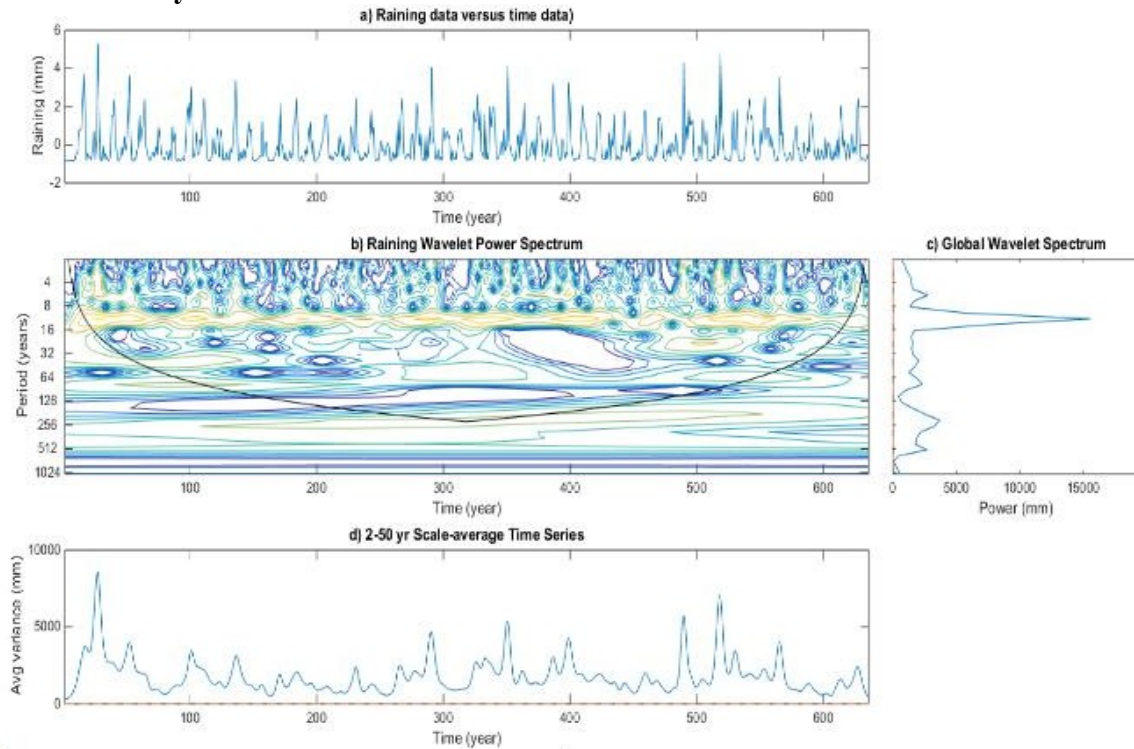 a) Raining data versus time data)
6
4
2
0
-2
Raining (mm)
100 200 300 400 500 600
Time (year)
b) Raining Wavelet Power Spectrum
4
8
16
32
64
128
256
512
1024
Period (years)
100 200 300 400 500 600
Time (year)
c) Global Wavelet Spectrum
0 5000 10000 15000
Power (mm)
d) 2-50 yr Scale-average Time Series
10000
5000
0
Avg variance (mm)
100 200 300 400 500 600
Time (year)